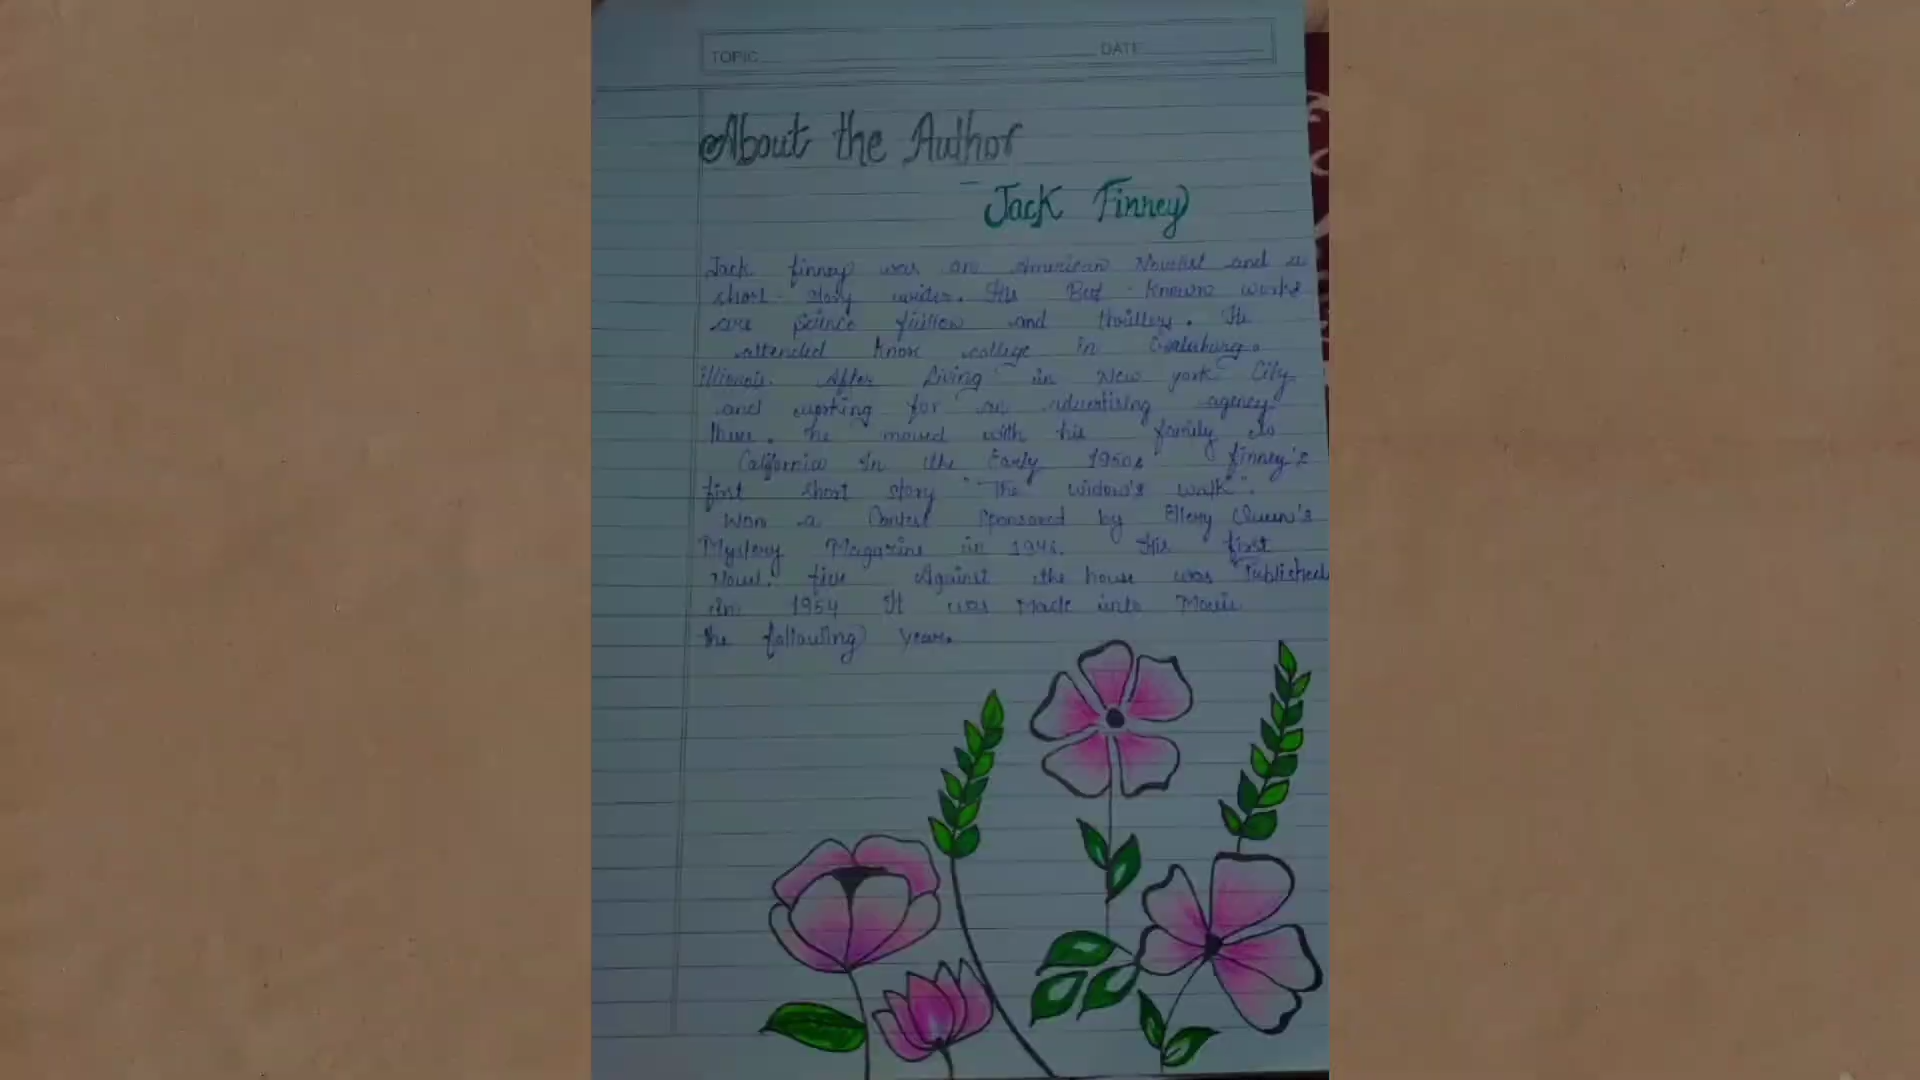 TOPIC DATE
About the Author
- Jack Finney
Jack finney was an American Novelist and a
short-story writer. His Best-Known works
are Science fiction and thrillers. He
attended Knox college in Galesburg.
illinois. After Living in New york City
and working for an advertising agency
there. he moved with his family to
California In the Early 1950s finney's
first short story "The widow's walk".
Won a Contest Sponsored by Ellery Queen's
Mystery Magazine in 1946. His first
Novel. five Against the house was Published
In 1954 It was Made into Movie
the following year.